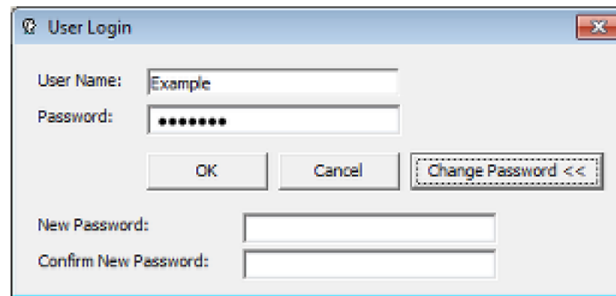 User Login
User Name: Example
Password: •••••••
OK Cancel Change Password <<
New Password:
Confirm New Password: